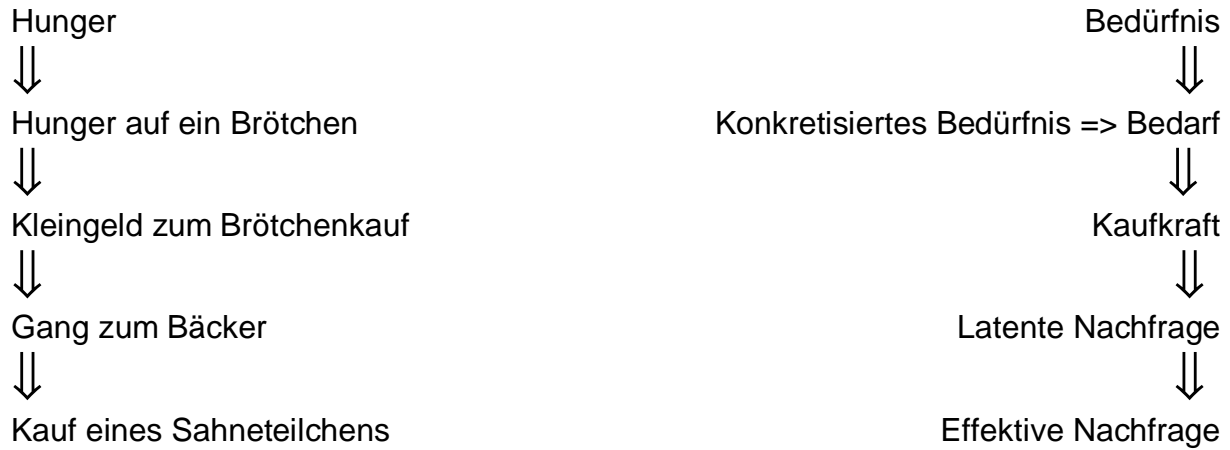 Hunger Bedürfnis
⇓ ⇓
Hunger auf ein Brötchen Konkretisiertes Bedürfnis => Bedarf
⇓ ⇓
Kleingeld zum Brötchenkauf Kaufkraft
⇓ ⇓
Gang zum Bäcker Latente Nachfrage
⇓ ⇓
Kauf eines Sahneteilchens Effektive Nachfrage